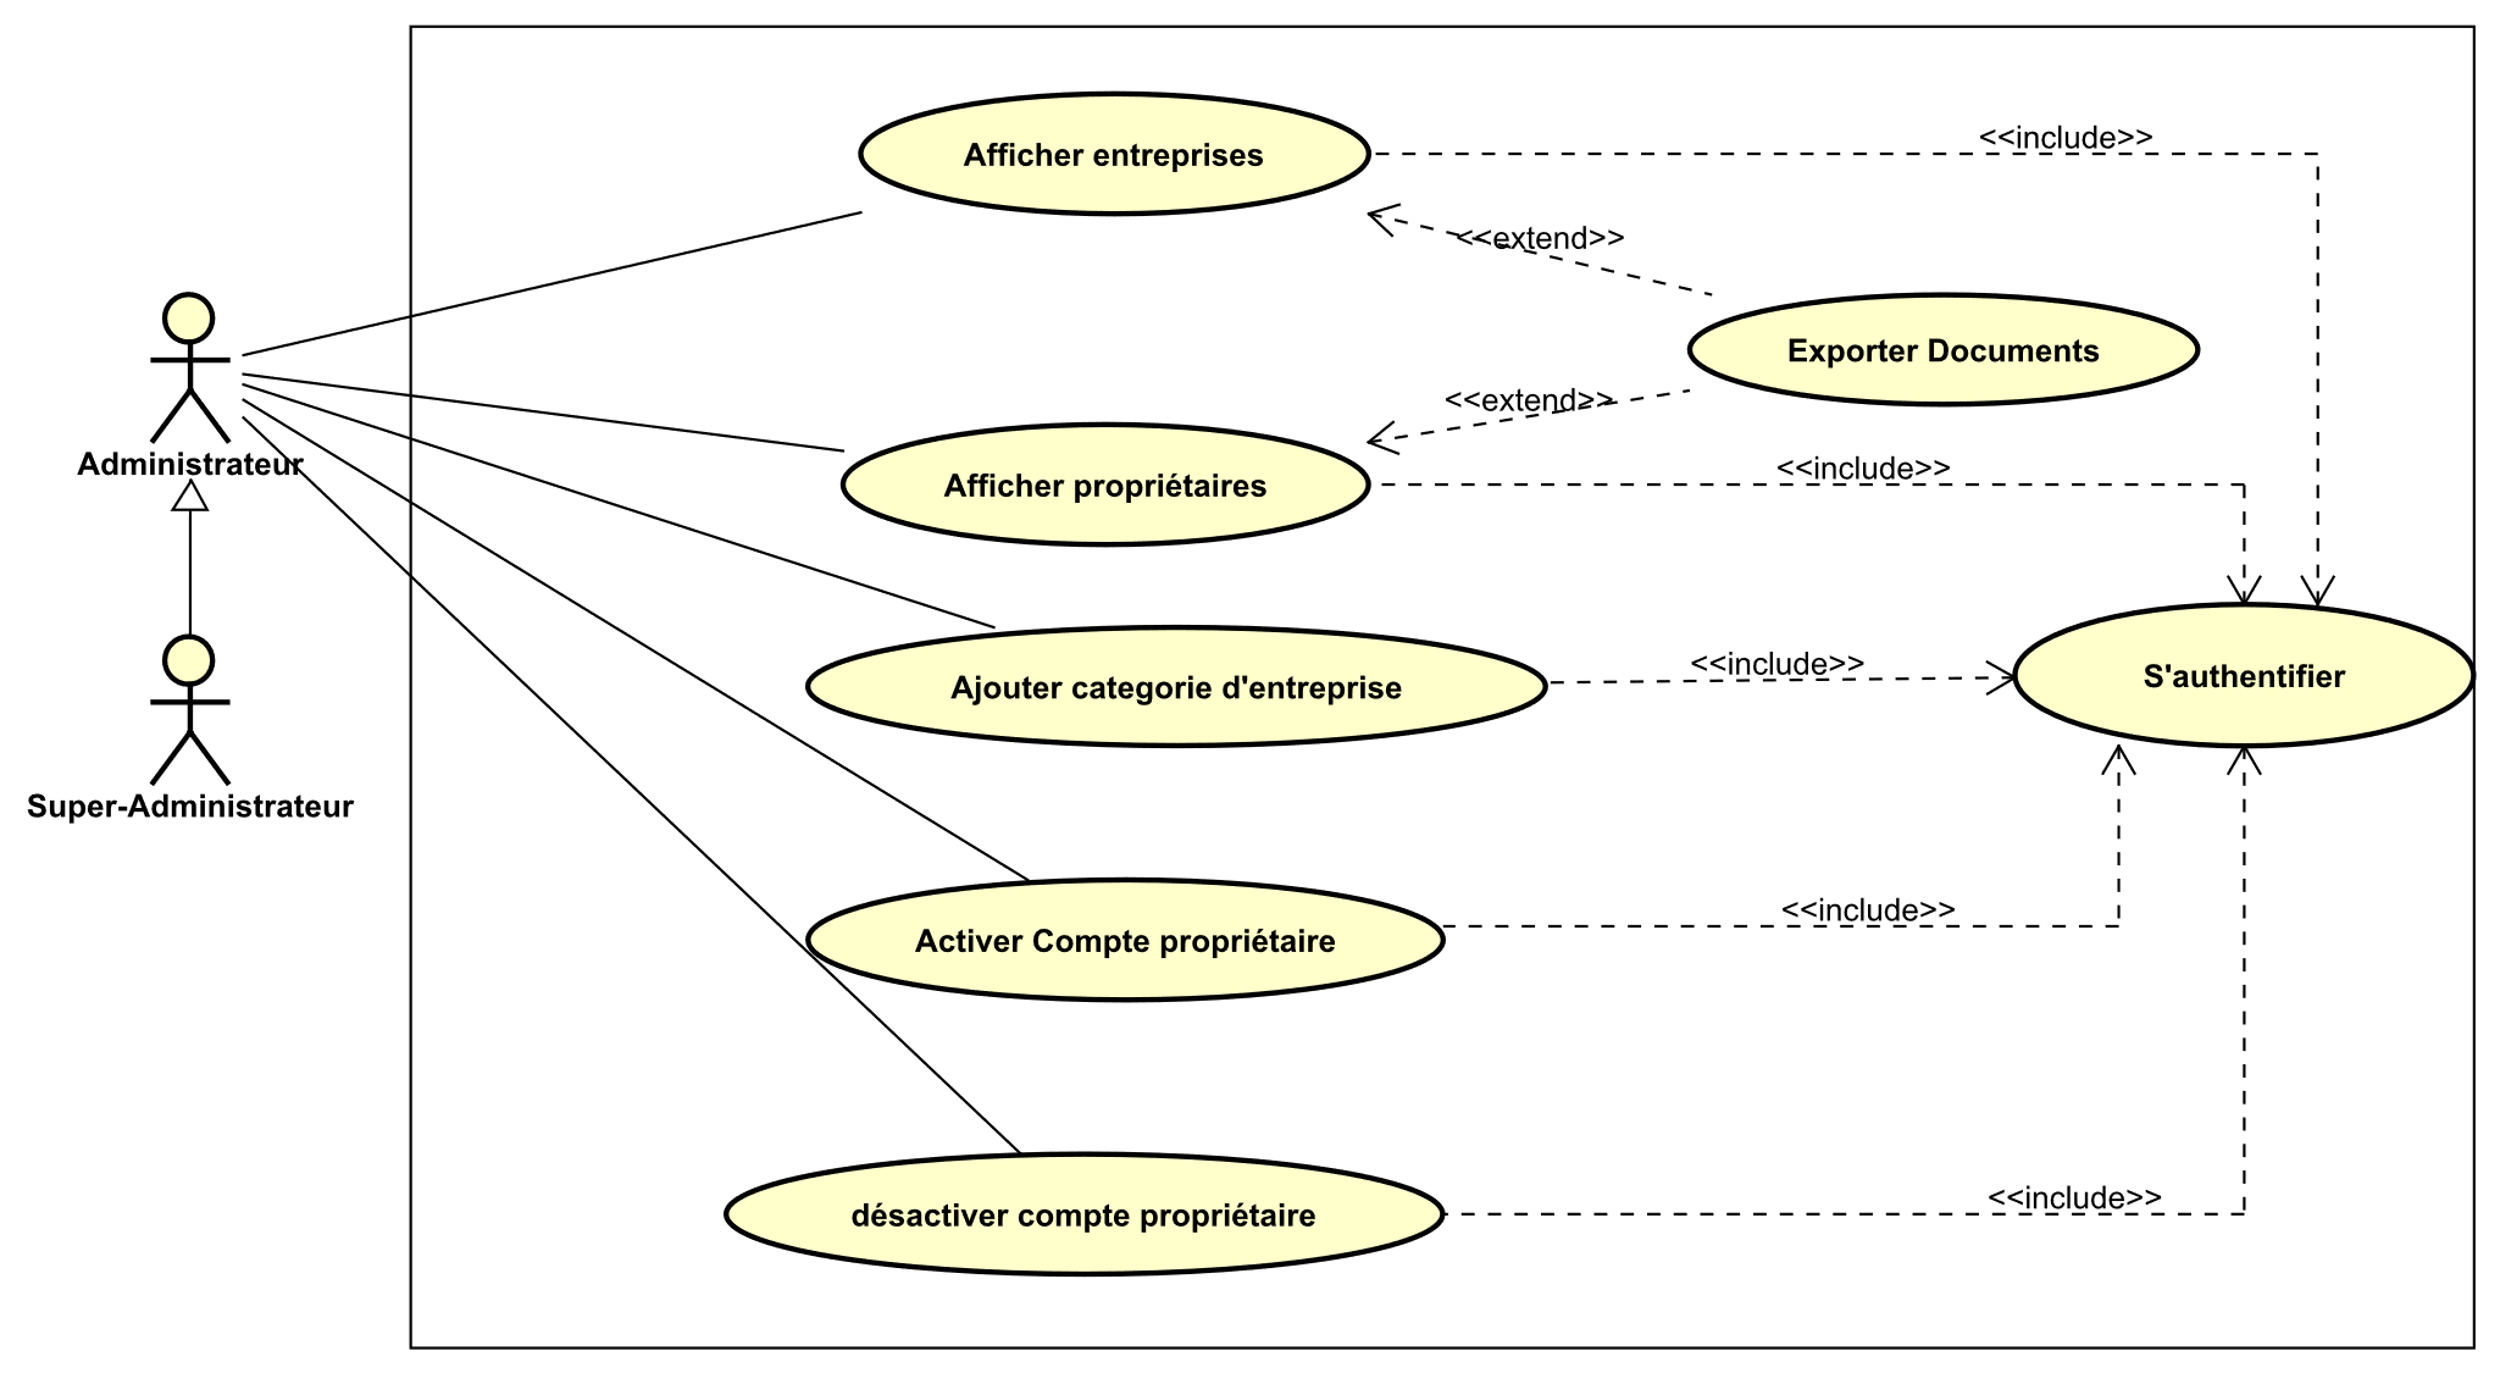 Afficher entreprises
<<include>>
<<extend>>
Exporter Documents
<<extend>>
Administrateur
Afficher propriétaires
<<include>>
Ajouter categorie d'entreprise
<<include>>
S'authentifier
Super-Administrateur
Activer Compte propriétaire
<<include>>
désactiver compte propriétaire
<<include>>